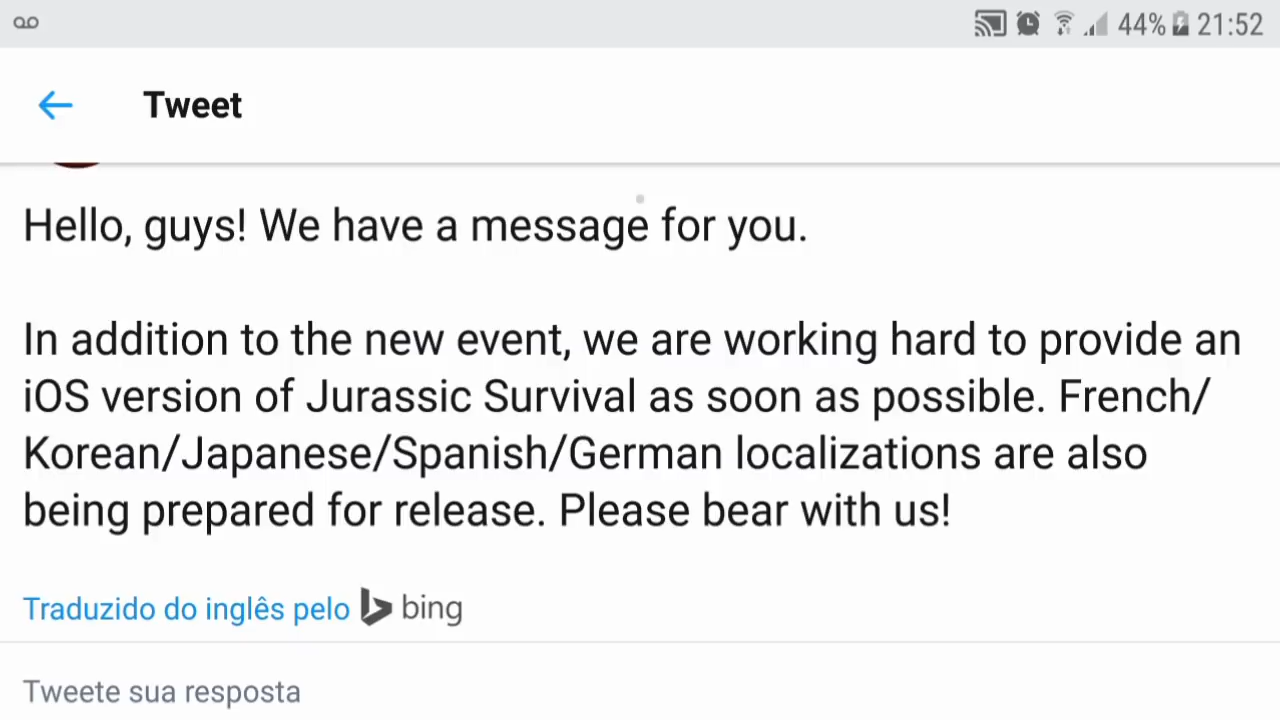 44% 21:52
Tweet
Hello, guys! We have a message for you.
In addition to the new event, we are working hard to provide an
iOS version of Jurassic Survival as soon as possible. French/
Korean/Japanese/Spanish/German localizations are also
being prepared for release. Please bear with us!
Traduzido do inglês pelo bing
Tweete sua resposta